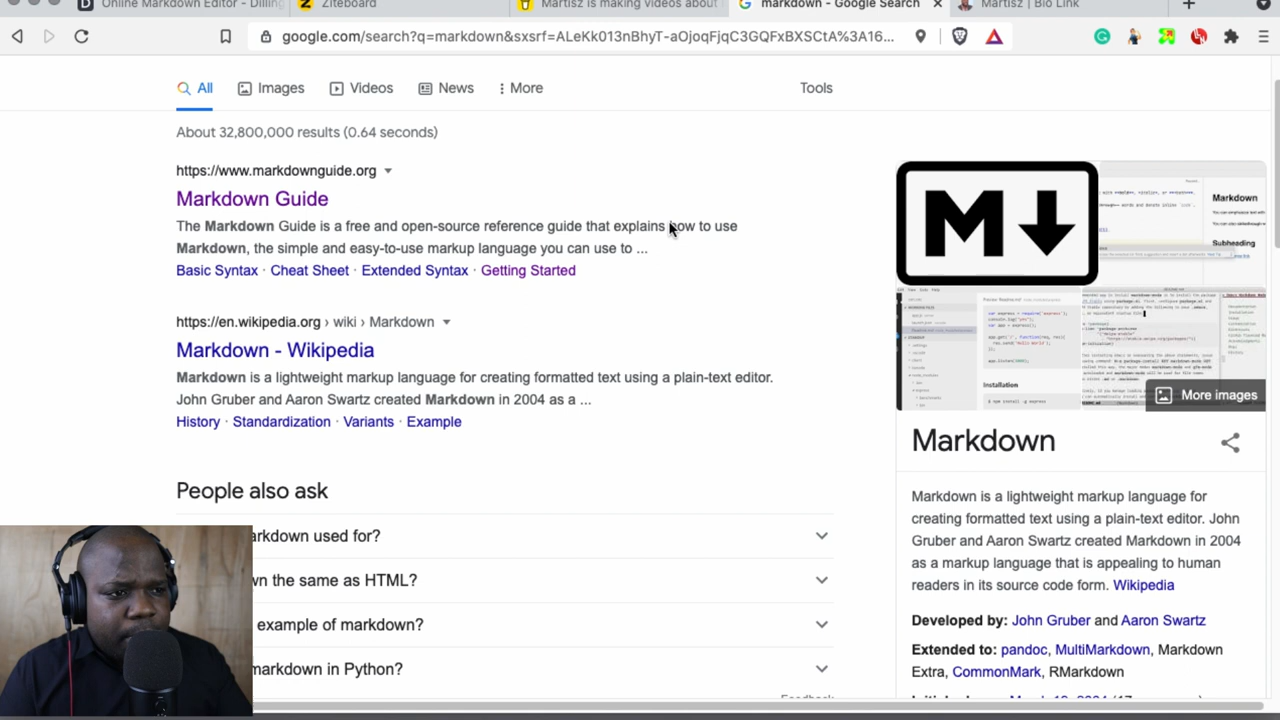 Online Markdown Editor - Dilling
Ziteboard
Martisz is making videos about
markdown - Google Search
Martisz | Bio Link
google.com/search?q=markdown&sxsrf=ALeKk013nBhyT-aOjoqFjqC3GQFxBXSCtA%3A16...
All
Images
Videos
News
More
Tools
About 32,800,000 results (0.64 seconds)
https://www.markdownguide.org
Markdown Guide
The Markdown Guide is a free and open-source reference guide that explains how to use
Markdown, the simple and easy-to-use markup language you can use to ...
Basic Syntax · Cheat Sheet · Extended Syntax · Getting Started
https://en.wikipedia.org › wiki › Markdown
Markdown - Wikipedia
Markdown is a lightweight markup language for creating formatted text using a plain-text editor.
John Gruber and Aaron Swartz created Markdown in 2004 as a ...
History · Standardization · Variants · Example
People also ask
arkdown used for?
n the same as HTML?
example of markdown?
markdown in Python?
Feedback
M
Markdown
Subheading
Installation
$ npm install -g express
More images
Markdown
Markdown is a lightweight markup language for
creating formatted text using a plain-text editor. John
Gruber and Aaron Swartz created Markdown in 2004
as a markup language that is appealing to human
readers in its source code form. Wikipedia
Developed by: John Gruber and Aaron Swartz
Extended to: pandoc, MultiMarkdown, Markdown
Extra, CommonMark, RMarkdown